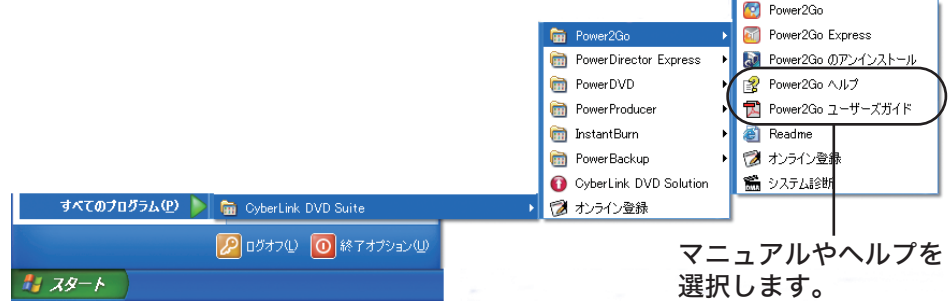 Power2Go
Power2Go Express
Power2Go のアンインストール
Power2Go ヘルプ
Power2Go ユーザーズガイド
Readme
オンライン登録
システム診断
Power2Go
PowerDirector Express
PowerDVD
PowerProducer
InstantBurn
PowerBackup
CyberLink DVD Solution
オンライン登録
すべてのプログラム(P)
CyberLink DVD Suite
ログオフ(L)
終了オプション(U)
スタート
マニュアルやヘルプを
選択します。